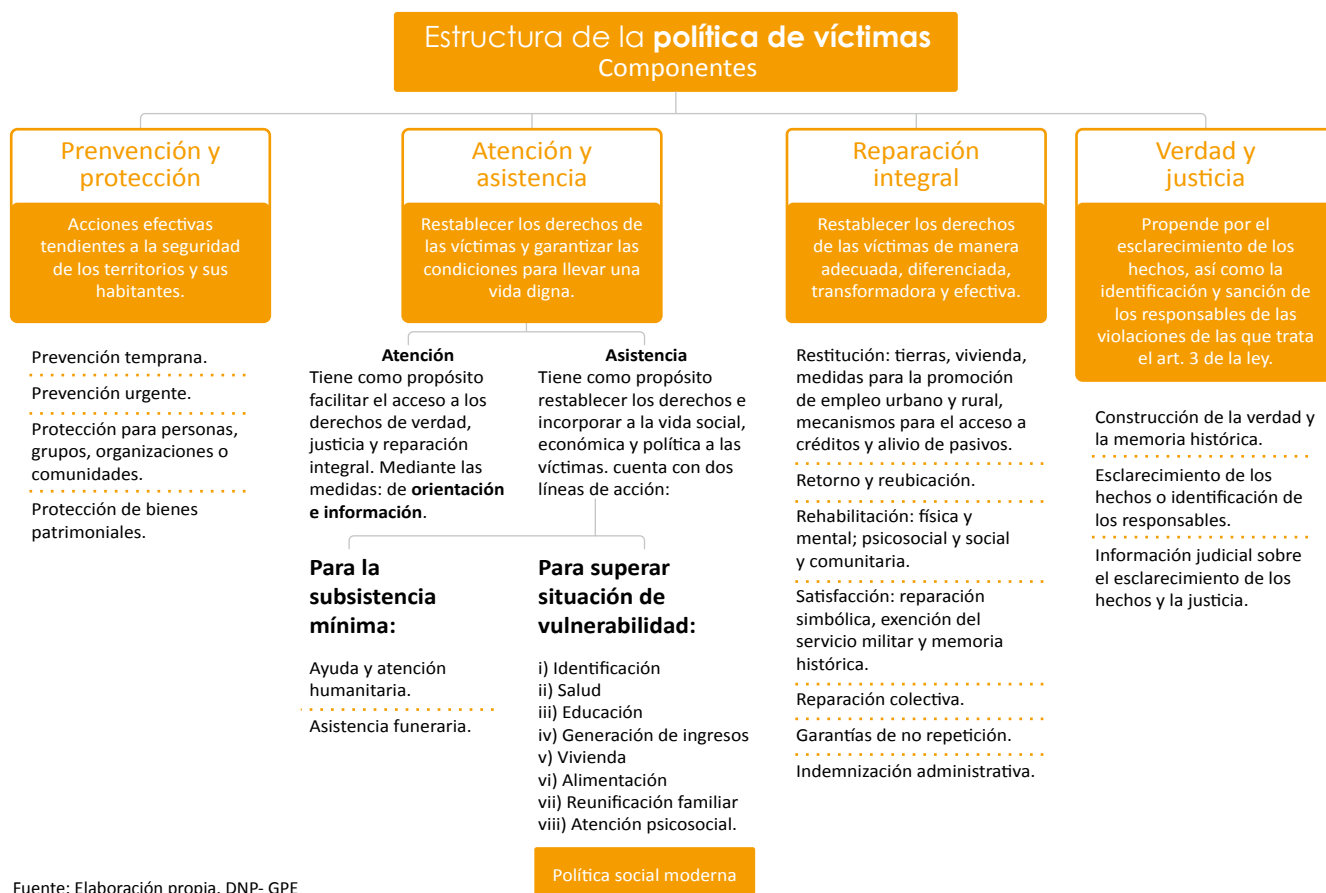 Estructura de la política de víctimas
Componentes
Prenvención y
protección
Acciones efectivas
tendientes a la seguridad
de los territorios y sus
habitantes.
Prevención temprana.
Prevención urgente.
Protección para personas,
grupos, organizaciones o
comunidades.
Protección de bienes
patrimoniales.
Atención y
asistencia
Restablecer los derechos de
las víctimas y garantizar las
condiciones para llevar una
vida digna.
Atención
Tiene como propósito
facilitar el acceso a los
derechos de verdad,
justicia y reparación
integral. Mediante las
medidas: de orientación
e información.
Asistencia
Tiene como propósito
restablecer los derechos e
incorporar a la vida social,
económica y política a las
víctimas. cuenta con dos
líneas de acción:
Para la
subsistencia
mínima:
Ayuda y atención
humanitaria.
Asistencia funeraria.
Para superar
situación de
vulnerabilidad:
i) Identificación
ii) Salud
iii) Educación
iv) Generación de ingresos
v) Vivienda
vi) Alimentación
vii) Reunificación familiar
viii) Atención psicosocial.
Política social moderna
Reparación
integral
Restablecer los derechos
de las víctimas de manera
adecuada, diferenciada,
transformadora y efectiva.
Restitución: tierras, vivienda,
medidas para la promoción
de empleo urbano y rural,
mecanismos para el acceso a
créditos y alivio de pasivos.
Retorno y reubicación.
Rehabilitación: física y
mental; psicosocial y social
y comunitaria.
Satisfacción: reparación
simbólica, exención del
servicio militar y memoria
histórica.
Reparación colectiva.
Garantías de no repetición.
Indemnización administrativa.
Verdad y
justicia
Propende por el
esclarecimiento de los
hechos, así como la
identificación y sanción de
los responsables de las
violaciones de las que trata
el art. 3 de la ley.
Construcción de la verdad y
la memoria histórica.
Esclarecimiento de los
hechos o identificación de
los responsables.
Información judicial sobre
el esclarecimiento de los
hechos y la justicia.
Fuente: Elaboración propia. DNP- GPE